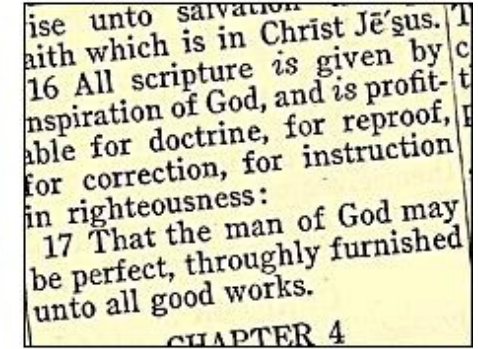 ise unto salvation
aith which is in Chrīst Jē´ṣus.
16 All scripture is given by
nspiration of God, and is profit-
able for doctrine, for reproof,
for correction, for instruction
in righteousness:
17 That the man of God may
be perfect, throughly furnished
unto all good works.
CHAPTER 4